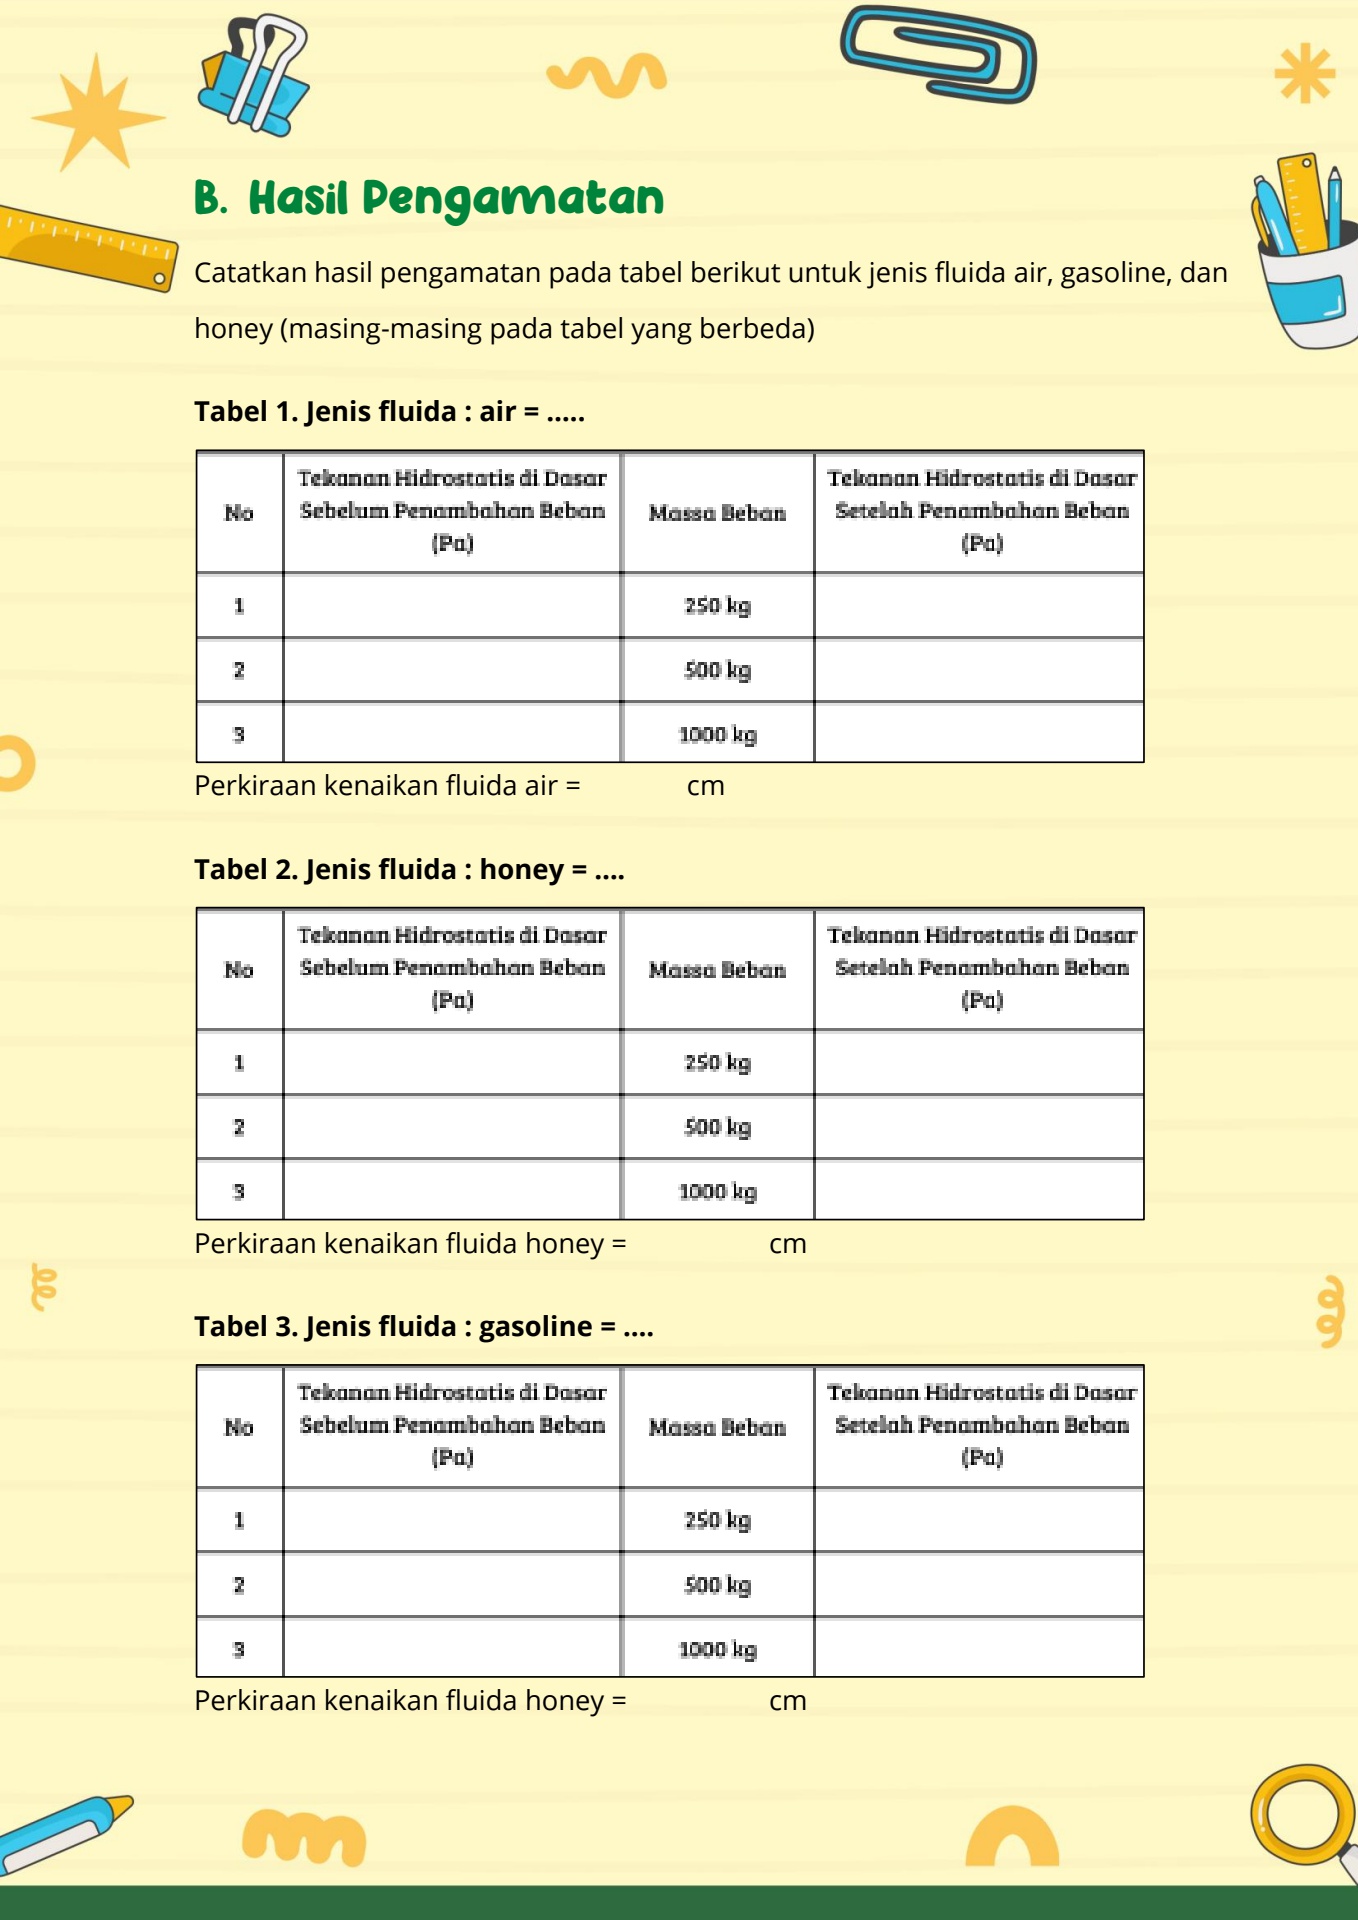 B. Hasil Pengamatan
Catatkan hasil pengamatan pada tabel berikut untuk jenis fluida air, gasoline, dan
honey (masing-masing pada tabel yang berbeda)
Tabel 1. Jenis fluida : air = .....
No
Tekanan Hidrostatis di Dasar
Sebelum Penambahan Beban
(Pa)
Massa Beban
Tekanan Hidrostatis di Dasar
Setelah Penambahan Beban
(Pa)
1 250 kg
2 500 kg
3 1000 kg
Perkiraan kenaikan fluida air = cm
Tabel 2. Jenis fluida : honey = ....
No
Tekanan Hidrostatis di Dasar
Sebelum Penambahan Beban
(Pa)
Massa Beban
Tekanan Hidrostatis di Dasar
Setelah Penambahan Beban
(Pa)
1 250 kg
2 500 kg
3 1000 kg
Perkiraan kenaikan fluida honey = cm
Tabel 3. Jenis fluida : gasoline = ....
No
Tekanan Hidrostatis di Dasar
Sebelum Penambahan Beban
(Pa)
Massa Beban
Tekanan Hidrostatis di Dasar
Setelah Penambahan Beban
(Pa)
1 250 kg
2 500 kg
3 1000 kg
Perkiraan kenaikan fluida honey = cm